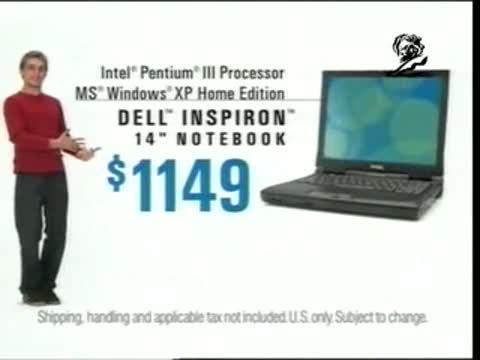 Intel® Pentium® III Processor
MS® Windows® XP Home Edition
DELL™ INSPIRON™
14" NOTEBOOK
$1149
Shipping, handling and applicable tax not included. U.S. only. Subject to change.